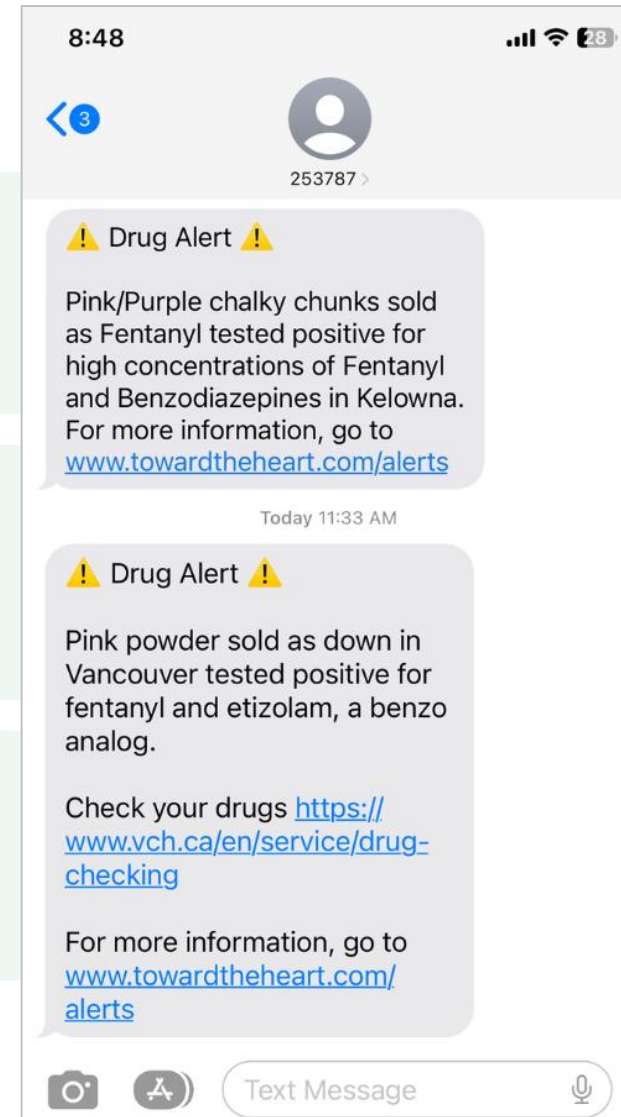 8:48
28
3
253787
⚠️ Drug Alert ⚠️
Pink/Purple chalky chunks sold
as Fentanyl tested positive for
high concentrations of Fentanyl
and Benzodiazepines in Kelowna.
For more information, go to
www.towardtheheart.com/alerts
Today 11:33 AM
⚠️ Drug Alert ⚠️
Pink powder sold as down in
Vancouver tested positive for
fentanyl and etizolam, a benzo
analog.
Check your drugs https://
www.vch.ca/en/service/drug-
checking
For more information, go to
www.towardtheheart.com/
alerts
Text Message